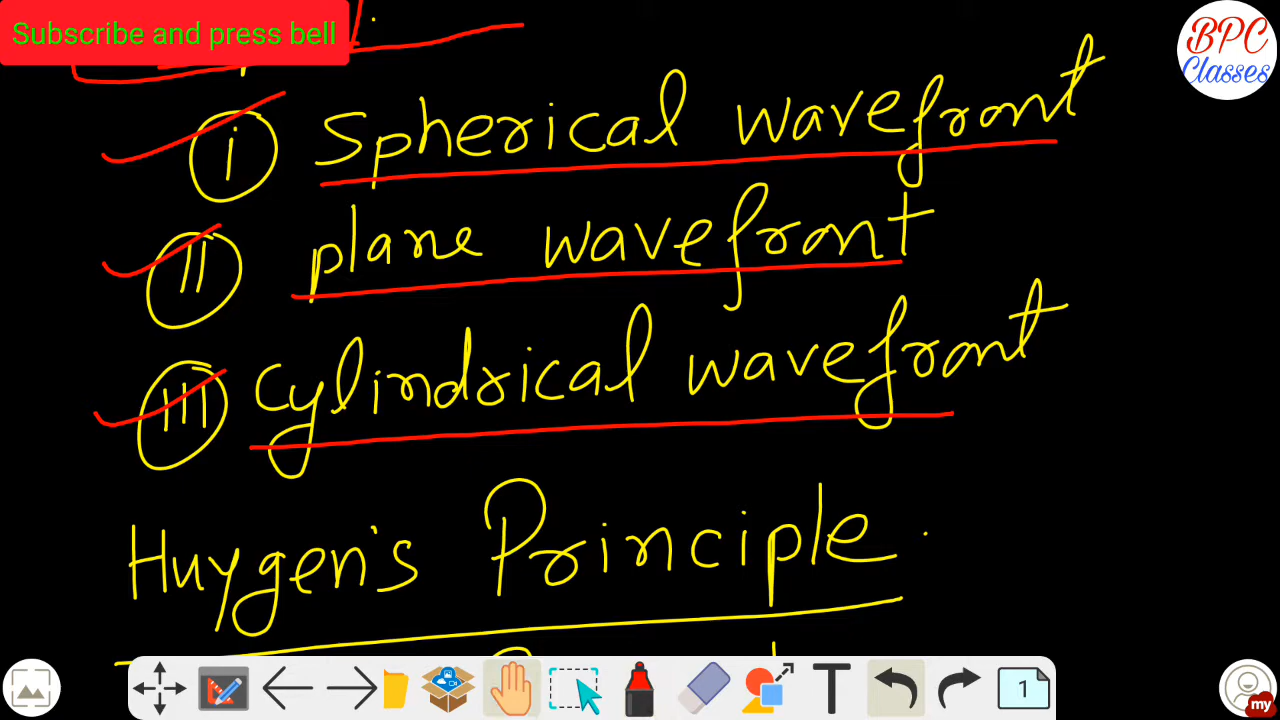 Subscribe and press bell
BPC
Classes
i Spherical wavefront
II plane wavefront
III Cylindrical wavefront
Huygen's Principle.
1
my